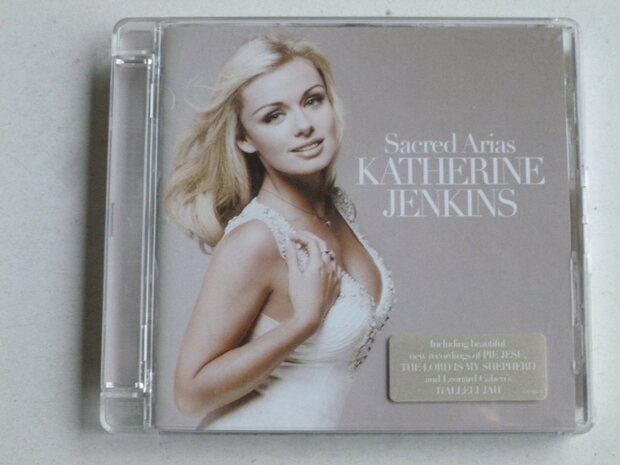 Sacred Arias
KATHERINE
JENKINS
Including beautiful
new recordings of PIE JESU,
THE LORD IS MY SHEPHERD
and Leonard Cohen's
HALLELUJAH